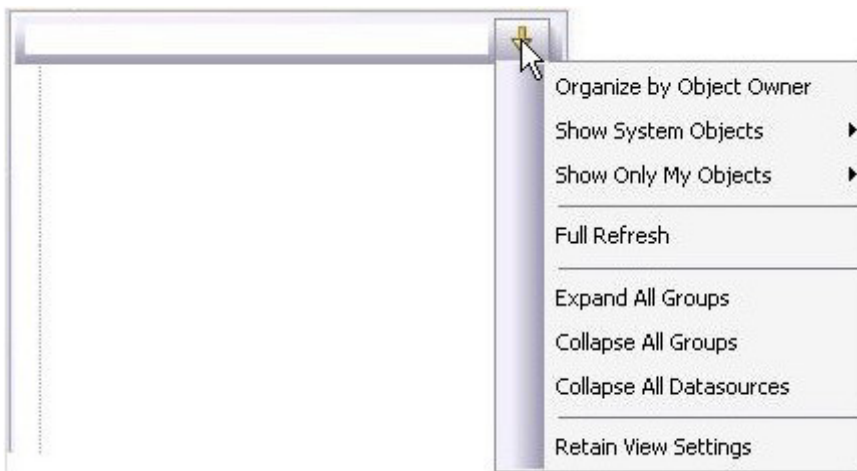 Organize by Object Owner
Show System Objects
Show Only My Objects
Full Refresh
Expand All Groups
Collapse All Groups
Collapse All Datasources
Retain View Settings